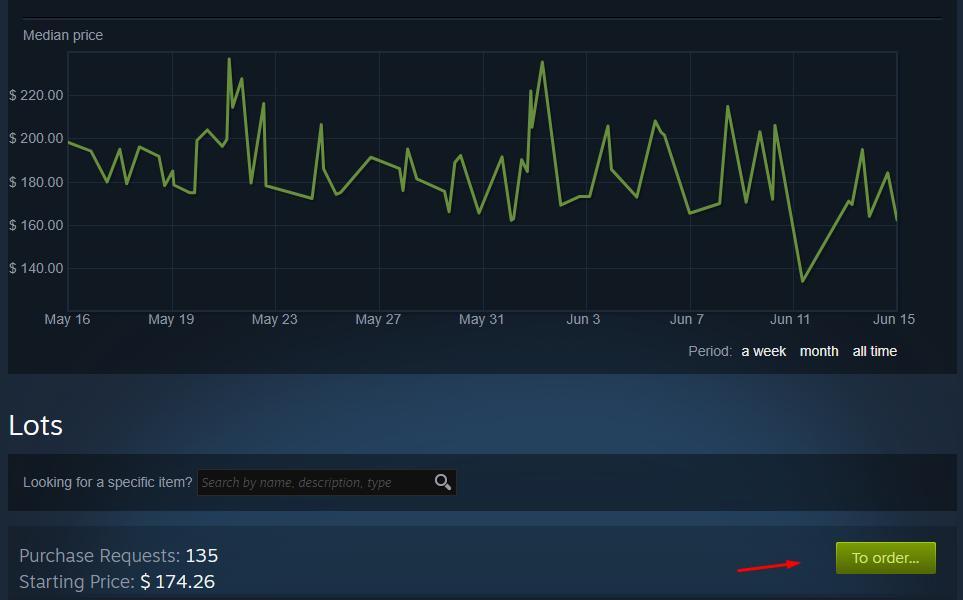 Median price
$ 220.00
$ 200.00
$ 180.00
$ 160.00
$ 140.00
May 16 May 19 May 23 May 27 May 31 Jun 3 Jun 7 Jun 11 Jun 15
Period: a week month all time
Lots
Looking for a specific item? Search by name, description, type
Purchase Requests: 135
To order...
Starting Price: $ 174.26